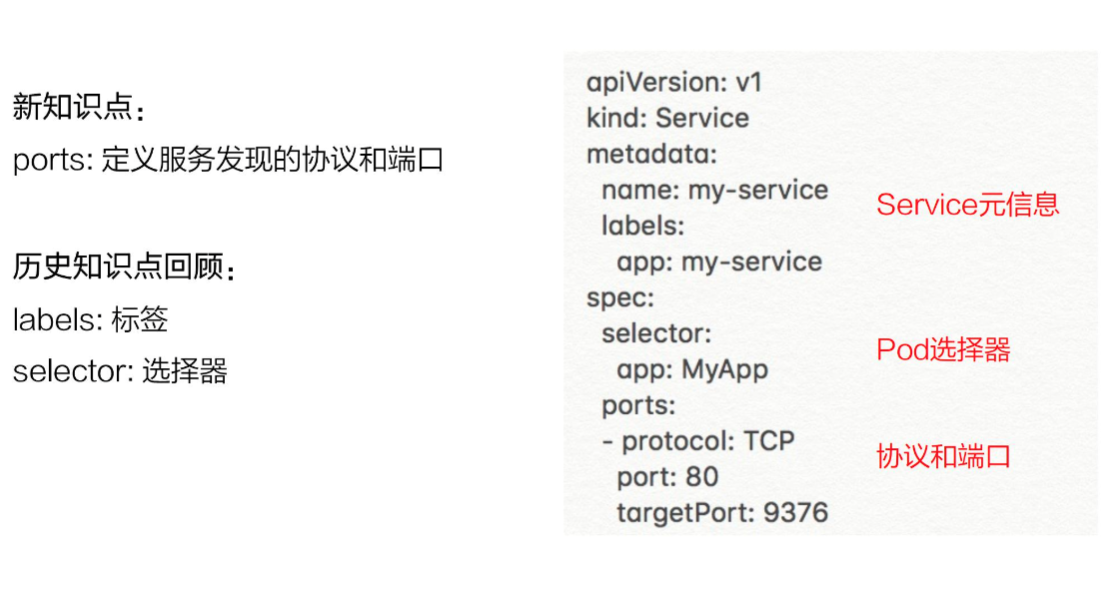 新知识点：
ports: 定义服务发现的协议和端口
历史知识点回顾：
labels: 标签
selector: 选择器
apiVersion: v1
kind: Service
metadata:
name: my-service
labels:
app: my-service
spec:
selector:
app: MyApp
ports:
- protocol: TCP
port: 80
targetPort: 9376
Service元信息
Pod选择器
协议和端口